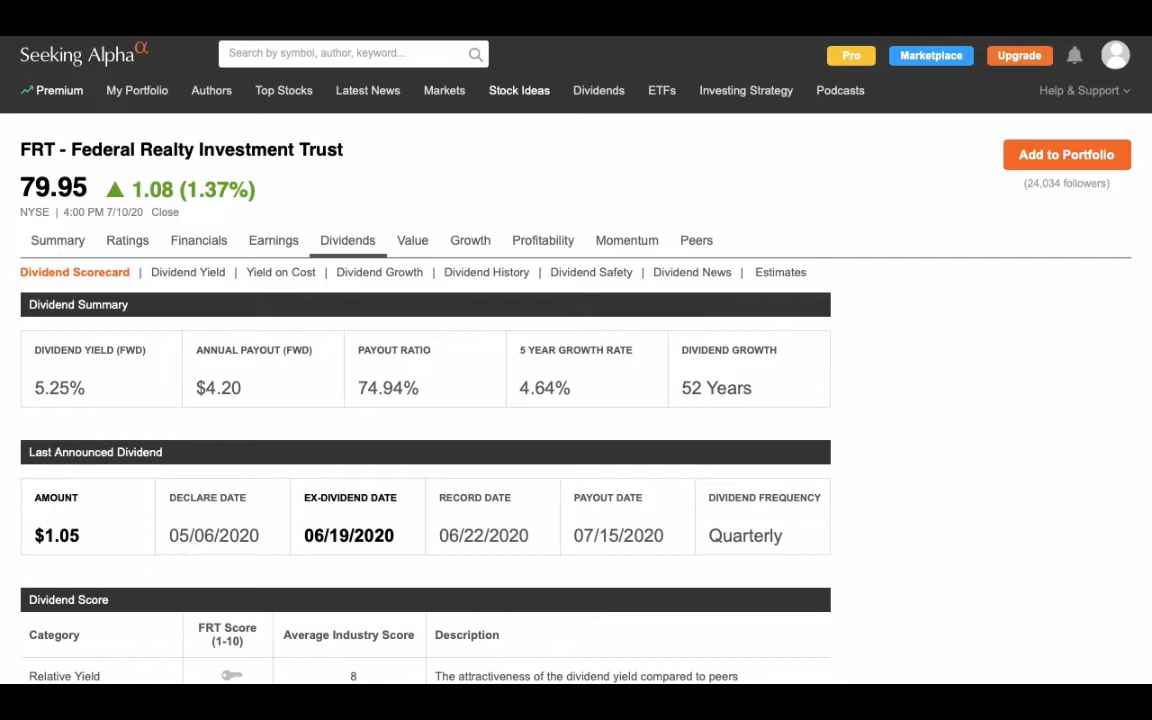 Seeking Alpha α
Search by symbol, author, keyword...
Pro
Marketplace
Upgrade
Premium My Portfolio Authors Top Stocks Latest News Markets Stock Ideas Dividends ETFs Investing Strategy Podcasts Help & Support
FRT - Federal Realty Investment Trust
Add to Portfolio
79.95 ▲ 1.08 (1.37%)
(24,034 followers)
NYSE | 4:00 PM 7/10/20 Close
Summary Ratings Financials Earnings Dividends Value Growth Profitability Momentum Peers
Dividend Scorecard | Dividend Yield | Yield on Cost | Dividend Growth | Dividend History | Dividend Safety | Dividend News | Estimates
Dividend Summary
DIVIDEND YIELD (FWD) ANNUAL PAYOUT (FWD) PAYOUT RATIO 5 YEAR GROWTH RATE DIVIDEND GROWTH
5.25% $4.20 74.94% 4.64% 52 Years
Last Announced Dividend
AMOUNT DECLARE DATE EX-DIVIDEND DATE RECORD DATE PAYOUT DATE DIVIDEND FREQUENCY
$1.05 05/06/2020 06/19/2020 06/22/2020 07/15/2020 Quarterly
Dividend Score
Category FRT Score (1-10) Average Industry Score Description
Relative Yield 8 The attractiveness of the dividend yield compared to peers